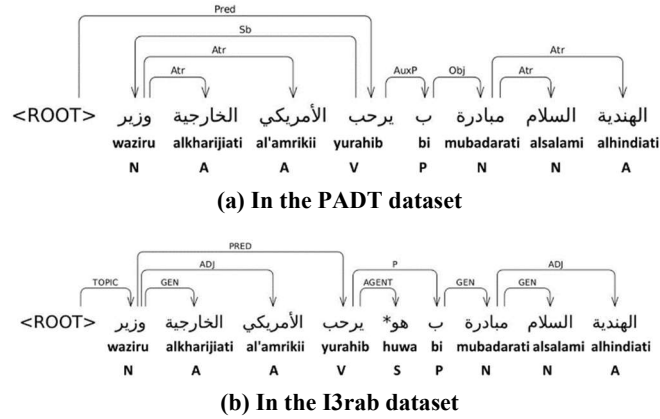 Pred
Sb
Atr
Atr
AuxP
Obj
Atr
Atr
<ROOT> وزير الخارجية الأمريكي يرحب ب مبادرة السلام الهندية
waziru alkharijiati al'amrikii yurahib bi mubadarati alsalami alhindiati
N A A V P N N A
(a) In the PADT dataset
PRED
ADJ
P
ADJ
TOPIC
GEN
AGENT
GEN
GEN
<ROOT> وزير الخارجية الأمريكي يرحب هو* ب مبادرة السلام الهندية
waziru alkharijiati al'amrikii yurahib huwa bi mubadarati alsalami alhindiati
N A A V S P N N A
(b) In the I3rab dataset